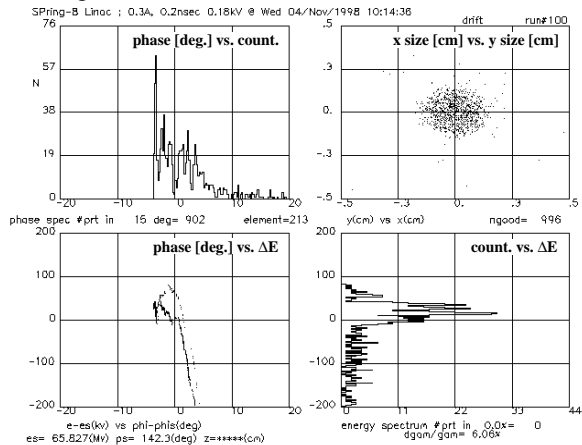 SPring-8 Linac ; 0.3A, 0.2nsec 0.18kV @ Wed 04/Nov/1998 10:14:36
drift run#100
phase [deg.] vs. count.
76
57
N
38
19
0
-20 -10 0 10 20
phase spec #prt in 15 deg= 902 element=213
x size [cm] vs. y size [cm]
.5
.3
0.
-.3
-.5
-.5 -.3 0. .3 .5
y(cm) vs x(cm) ngood= 996
phase [deg.] vs. ΔE
200
100
0
-100
-200
-20 -10 0 10 20
e-es(kv) vs phi-phis(deg)
es= 65.827(Mv) ps= 142.3(deg) z=*****(cm)
count. vs. ΔE
200
100
0
-100
-200
0 11 22 33 44
energy spectrum # prt in 0.0%= 0
dgam/gam= 6.06%